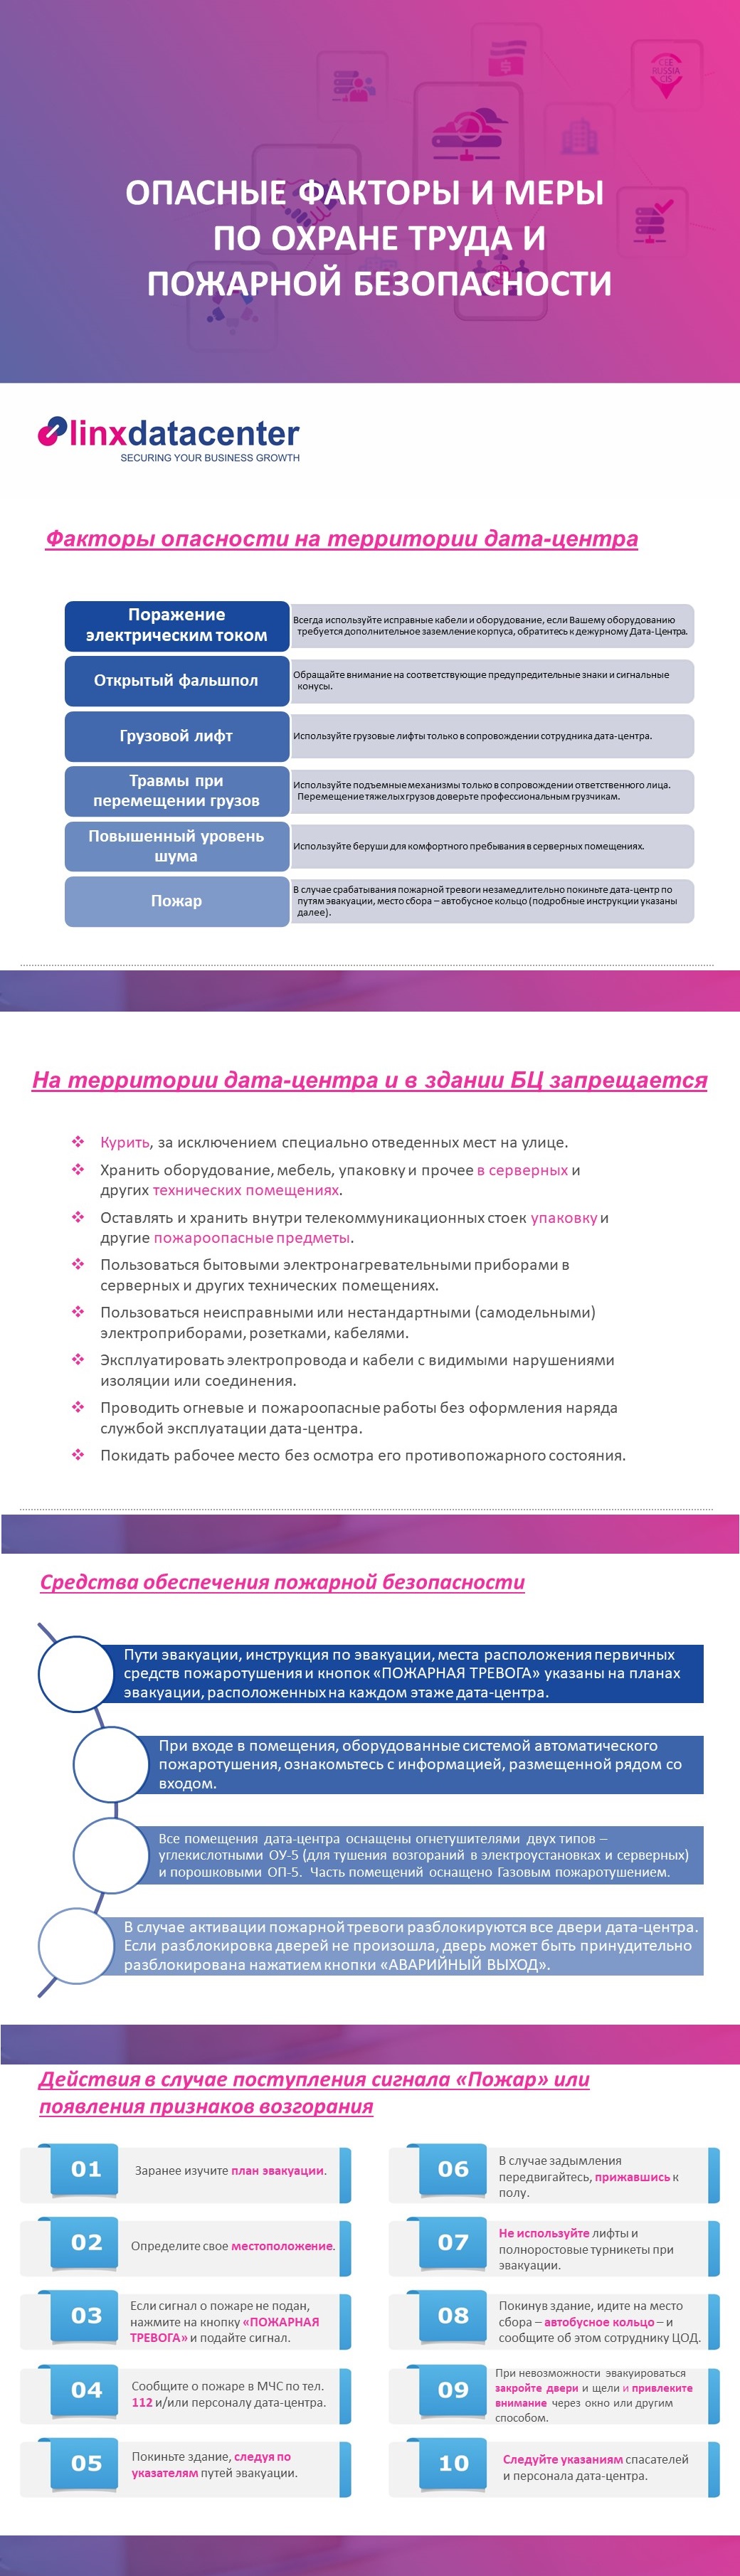 CEE
RUSSIA
CIS
ОПАСНЫЕ ФАКТОРЫ И МЕРЫ
ПО ОХРАНЕ ТРУДА И
ПОЖАРНОЙ БЕЗОПАСНОСТИ
linxdatacenter
SECURING YOUR BUSINESS GROWTH
Факторы опасности на территории дата-центра
Поражение
электрическим током
Всегда используйте исправные кабели и оборудование, если Вашему оборудованию
требуется дополнительное заземление корпуса, обратитесь к дежурному Дата-Центра.
Открытый фальшпол
Обращайте внимание на соответствующие предупредительные знаки и сигнальные
конусы.
Грузовой лифт
Используйте грузовые лифты только в сопровождении сотрудника дата-центра.
Травмы при
перемещении грузов
Используйте подъемные механизмы только в сопровождении ответственного лица.
Перемещение тяжелых грузов доверьте профессиональным грузчикам.
Повышенный уровень
шума
Используйте беруши для комфортного пребывания в серверных помещениях.
Пожар
В случае срабатывания пожарной тревоги незамедлительно покиньте дата-центр по
путям эвакуации, место сбора – автобусное кольцо (подробные инструкции указаны
далее).
На территории дата-центра и в здании БЦ запрещается
❖ Курить, за исключением специально отведенных мест на улице.
❖ Хранить оборудование, мебель, упаковку и прочее в серверных и
других технических помещениях.
❖ Оставлять и хранить внутри телекоммуникационных стоек упаковку и
другие пожароопасные предметы.
❖ Пользоваться бытовыми электронагревательными приборами в
серверных и других технических помещениях.
❖ Пользоваться неисправными или нестандартными (самодельными)
электроприборами, розетками, кабелями.
❖ Эксплуатировать электропровода и кабели с видимыми нарушениями
изоляции или соединения.
❖ Проводить огневые и пожароопасные работы без оформления наряда
службой эксплуатации дата-центра.
❖ Покидать рабочее место без осмотра его противопожарного состояния.
Средства обеспечения пожарной безопасности
Пути эвакуации, инструкция по эвакуации, места расположения первичных
средств пожаротушения и кнопок «ПОЖАРНАЯ ТРЕВОГА» указаны на планах
эвакуации, расположенных на каждом этаже дата-центра.
При входе в помещения, оборудованные системой автоматического
пожаротушения, ознакомьтесь с информацией, размещенной рядом со
входом.
Все помещения дата-центра оснащены огнетушителями двух типов –
углекислотными ОУ-5 (для тушения возгораний в электроустановках и серверных)
и порошковыми ОП-5. Часть помещений оснащено Газовым пожаротушением.
В случае активации пожарной тревоги разблокируются все двери дата-центра.
Если разблокировка дверей не произошла, дверь может быть принудительно
разблокирована нажатием кнопки «АВАРИЙНЫЙ ВЫХОД».
Действия в случае поступления сигнала «Пожар» или
появления признаков возгорания
01
Заранее изучите план эвакуации.
02
Определите свое местоположение.
03
Если сигнал о пожаре не подан,
нажмите на кнопку «ПОЖАРНАЯ
ТРЕВОГА» и подайте сигнал.
04
Сообщите о пожаре в МЧС по тел.
112 и/или персоналу дата-центра.
05
Покиньте здание, следуя по
указателям путей эвакуации.
06
В случае задымления
передвигайтесь, прижавшись к
полу.
07
Не используйте лифты и
полноростовые турникеты при
эвакуации.
08
Покинув здание, идите на место
сбора – автобусное кольцо – и
сообщите об этом сотруднику ЦОД.
09
При невозможности эвакуироваться
закройте двери и щели и привлеките
внимание через окно или другим
способом.
10
Следуйте указаниям спасателей
и персонала дата-центра.